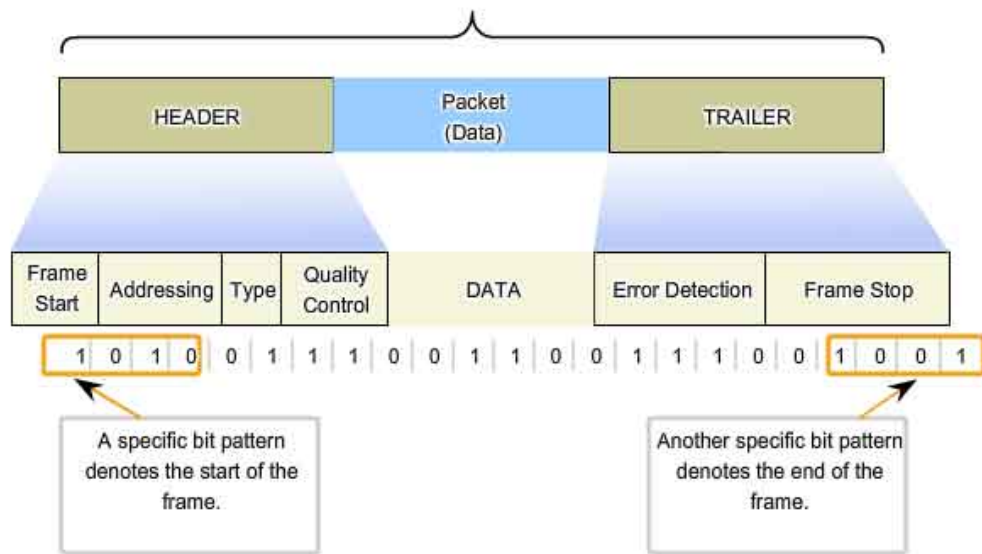 HEADER
Packet
(Data)
TRAILER
Frame
Start
Addressing
Type
Quality
Control
DATA
Error Detection
Frame Stop
1 0 1 0 0 1 1 1 0 0 1 1 0 0 1 1 1 0 0 1 0 0 1
A specific bit pattern
denotes the start of the
frame.
Another specific bit pattern
denotes the end of the
frame.